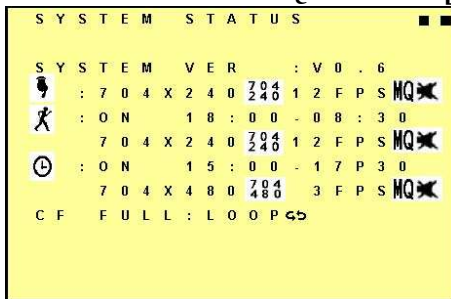 SYSTEM STATUS
SYSTEM VER : V0.6
: 704X240 704 240 12FPS MQ
: ON 18:00 - 08:30
704X240 704 240 12FPS MQ
: ON 15:00 - 17P30
704X480 704 480 3FPS MQ
CF FULL:LOOP